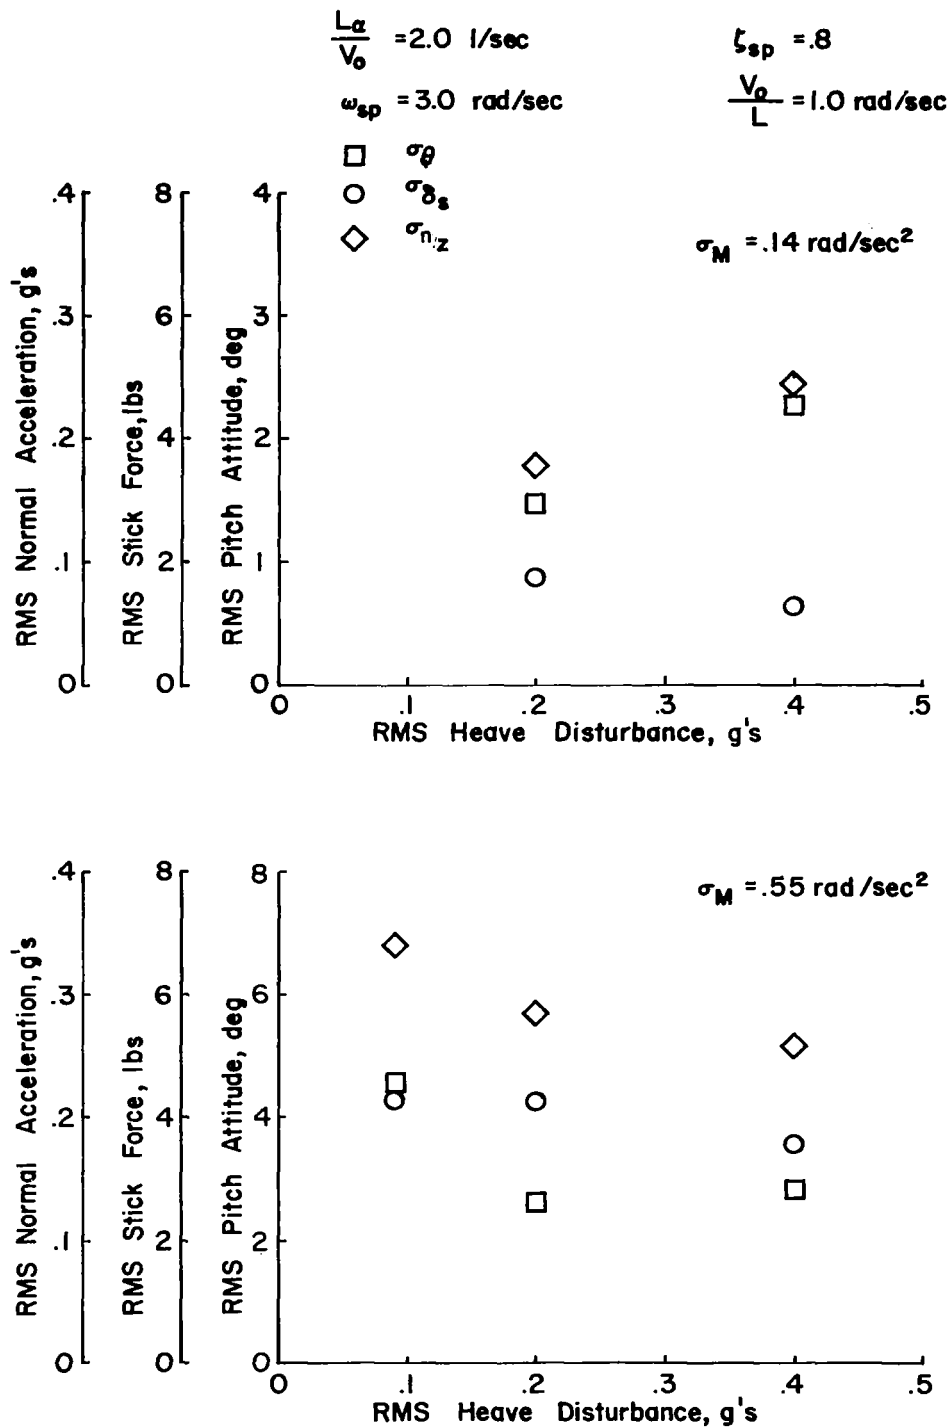 Lα/V₀ = 2.0 1/sec
ζsp = .8
ωsp = 3.0 rad/sec
V₀/L = 1.0 rad/sec
□ σθ
○ σδs
◇ σnz
σM = .14 rad/sec²
RMS Normal Acceleration, g's
.4
.3
.2
.1
0
RMS Stick Force, lbs
8
6
4
2
0
RMS Pitch Attitude, deg
4
3
2
1
0
0 .1 .2 .3 .4 .5
RMS Heave Disturbance, g's
σM = .55 rad/sec²
RMS Normal Acceleration, g's
.4
.3
.2
.1
0
RMS Stick Force, lbs
8
6
4
2
0
RMS Pitch Attitude, deg
8
6
4
2
0
0 .1 .2 .3 .4 .5
RMS Heave Disturbance, g's